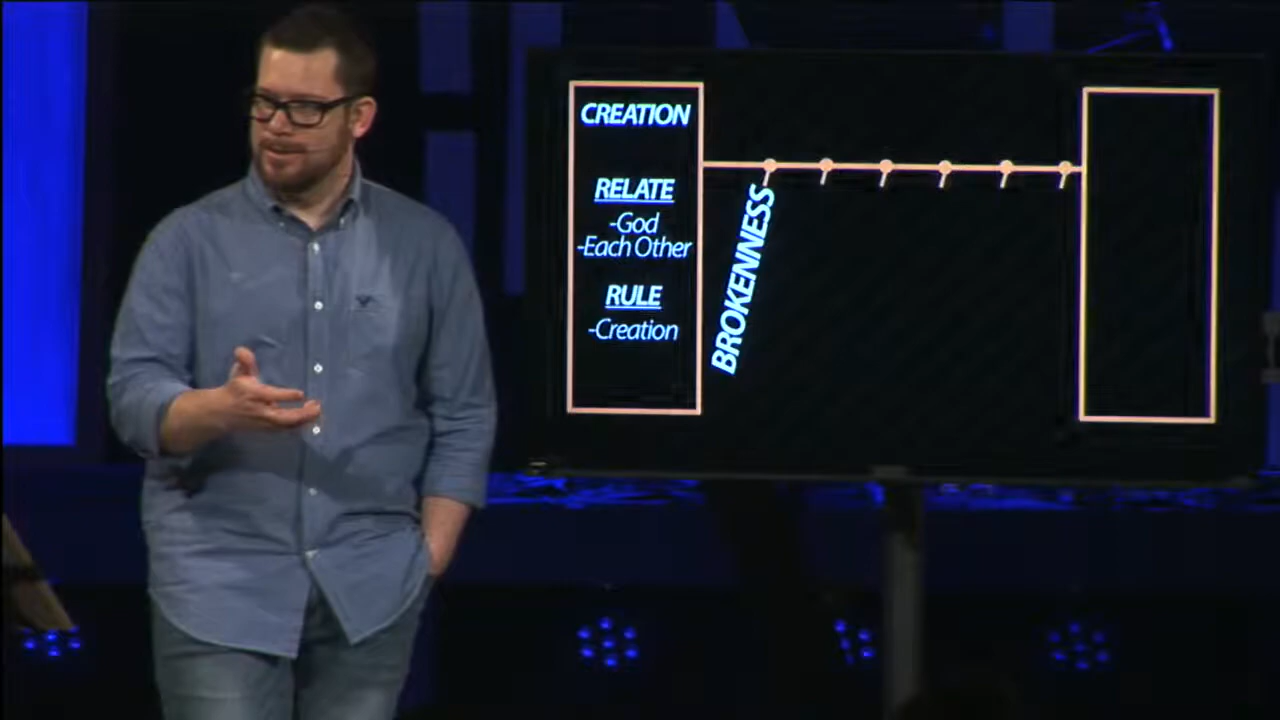 CREATION
RELATE
-God
-Each Other
RULE
-Creation
BROKENNESS